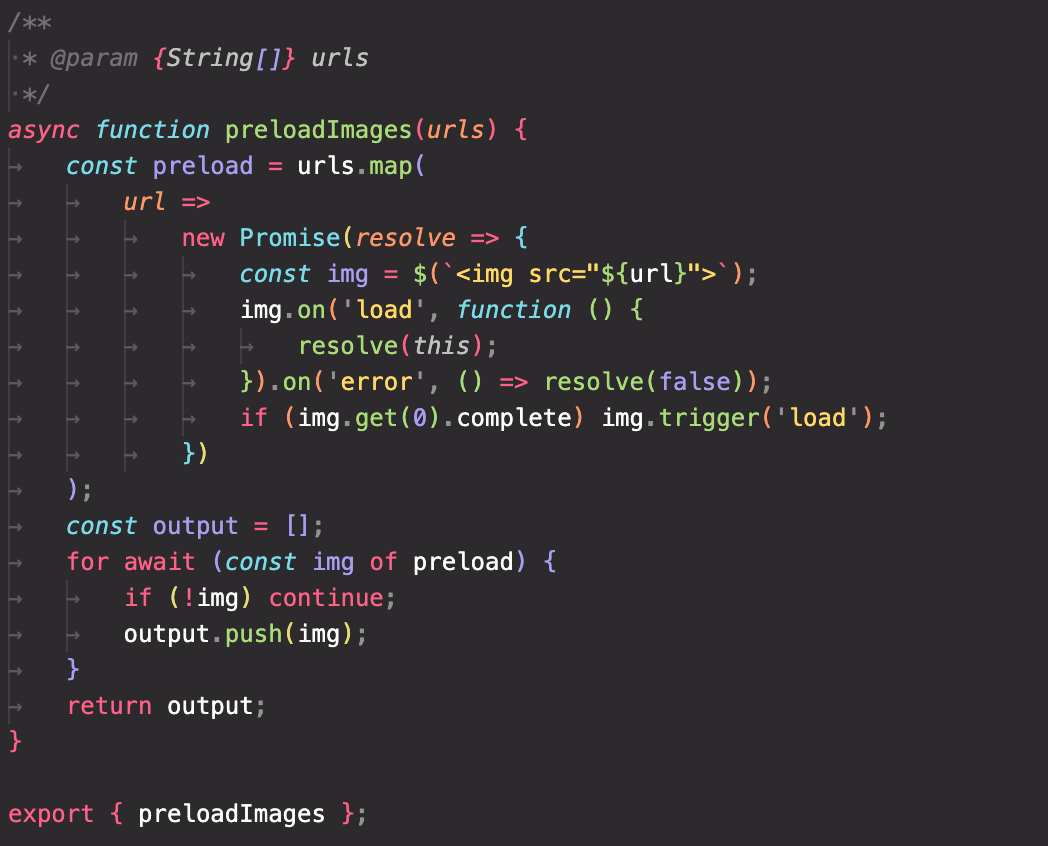 /**
 * @param {String[]} urls
 */
async function preloadImages(urls) {
	const preload = urls.map(
		url =>
			new Promise(resolve => {
				const img = $(`<img src="${url}">`);
				img.on('load', function () {
					resolve(this);
				}).on('error', () => resolve(false));
				if (img.get(0).complete) img.trigger('load');
			})
	);
	const output = [];
	for await (const img of preload) {
		if (!img) continue;
		output.push(img);
	}
	return output;
}

export { preloadImages };